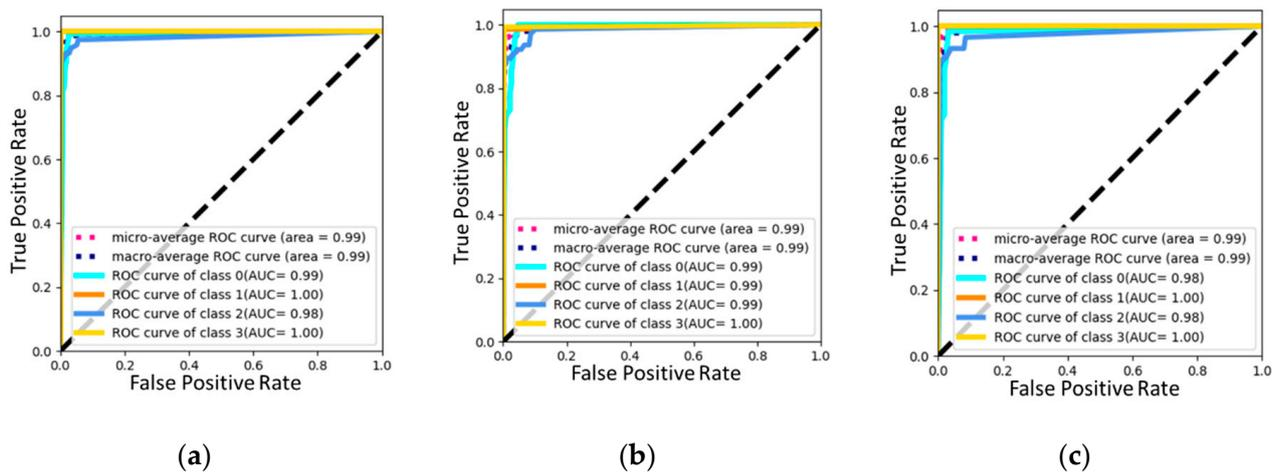 1.0
0.8
0.6
0.4
0.2
0.0
True Positive Rate
micro-average ROC curve (area = 0.99)
macro-average ROC curve (area = 0.99)
ROC curve of class 0(AUC= 0.99)
ROC curve of class 1(AUC= 1.00)
ROC curve of class 2(AUC= 0.98)
ROC curve of class 3(AUC= 1.00)
0.0 0.2 0.4 0.6 0.8 1.0
False Positive Rate
(a)
1.0
0.8
0.6
0.4
0.2
0.0
True Positive Rate
micro-average ROC curve (area = 0.99)
macro-average ROC curve (area = 0.99)
ROC curve of class 0(AUC= 0.99)
ROC curve of class 1(AUC= 0.99)
ROC curve of class 2(AUC= 0.99)
ROC curve of class 3(AUC= 1.00)
0.0 0.2 0.4 0.6 0.8 1.0
False Positive Rate
(b)
1.0
0.8
0.6
0.4
0.2
0.0
True Positive Rate
micro-average ROC curve (area = 0.99)
macro-average ROC curve (area = 0.99)
ROC curve of class 0(AUC= 0.98)
ROC curve of class 1(AUC= 1.00)
ROC curve of class 2(AUC= 0.98)
ROC curve of class 3(AUC= 1.00)
0.0 0.2 0.4 0.6 0.8 1.0
False Positive Rate
(c)